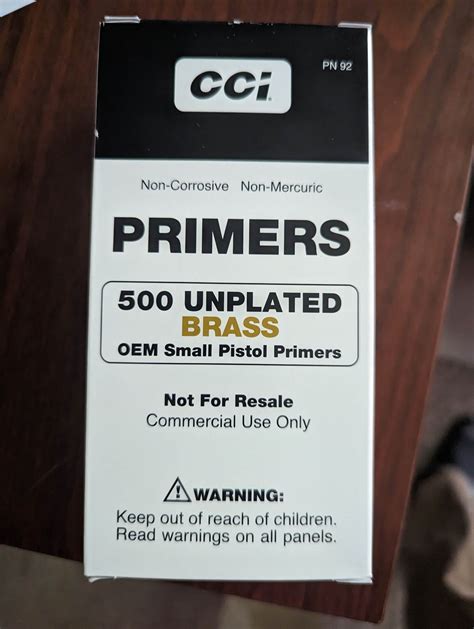 CCI
PN 92
Non-Corrosive Non-Mercuric
PRIMERS
500 UNPLATED
BRASS
OEM Small Pistol Primers
Not For Resale
Commercial Use Only
WARNING:
Keep out of reach of children.
Read warnings on all panels.